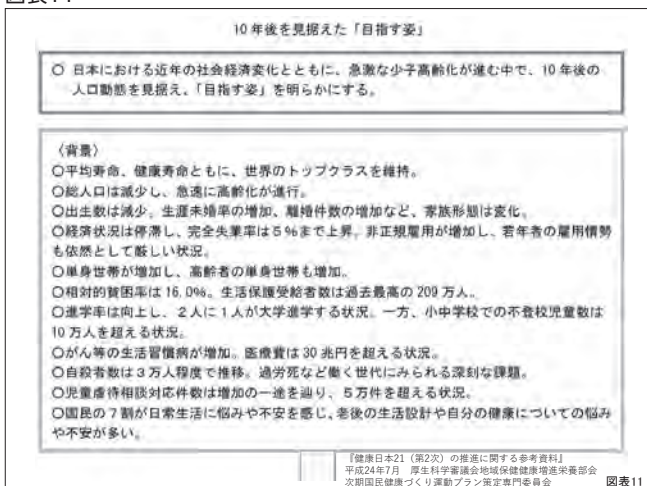 10年後を見据えた「目指す姿」
○ 日本における近年の社会経済変化とともに、急激な少子高齢化が進む中で、10年後の
人口動態を見据え、「目指す姿」を明らかにする。
〈背景〉
○平均寿命、健康寿命ともに、世界のトップクラスを維持。
○総人口は減少し、急速に高齢化が進行。
○出生数は減少。生涯未婚率の増加、離婚件数の増加など、家族形態は変化。
○経済状況は停滞し、完全失業率は5%まで上昇。非正規雇用が増加し、若年者の雇用情勢
も依然として厳しい状況。
○単身世帯が増加し、高齢者の単身世帯も増加。
○相対的貧困率は16.0%。生活保護受給者数は過去最高の209万人。
○進学率は向上し、2人に1人が大学進学する状況。一方、小中学校での不登校児童数は
10万人を超える状況。
○がん等の生活習慣病が増加。医療費は30兆円を超える状況。
○自殺者数は3万人程度で推移。過労死など働く世代にみられる深刻な課題。
○児童虐待相談対応件数は増加の一途を辿り、5万件を超える状況。
○国民の7割が日常生活に悩みや不安を感じ、老後の生活設計や自分の健康についての悩み
や不安が多い。
『健康日本21(第2次)の推進に関する参考資料』
平成24年7月 厚生科学審議会地域保健健康増進栄養部会
次期国民健康づくり運動プラン策定専門委員会
図表11